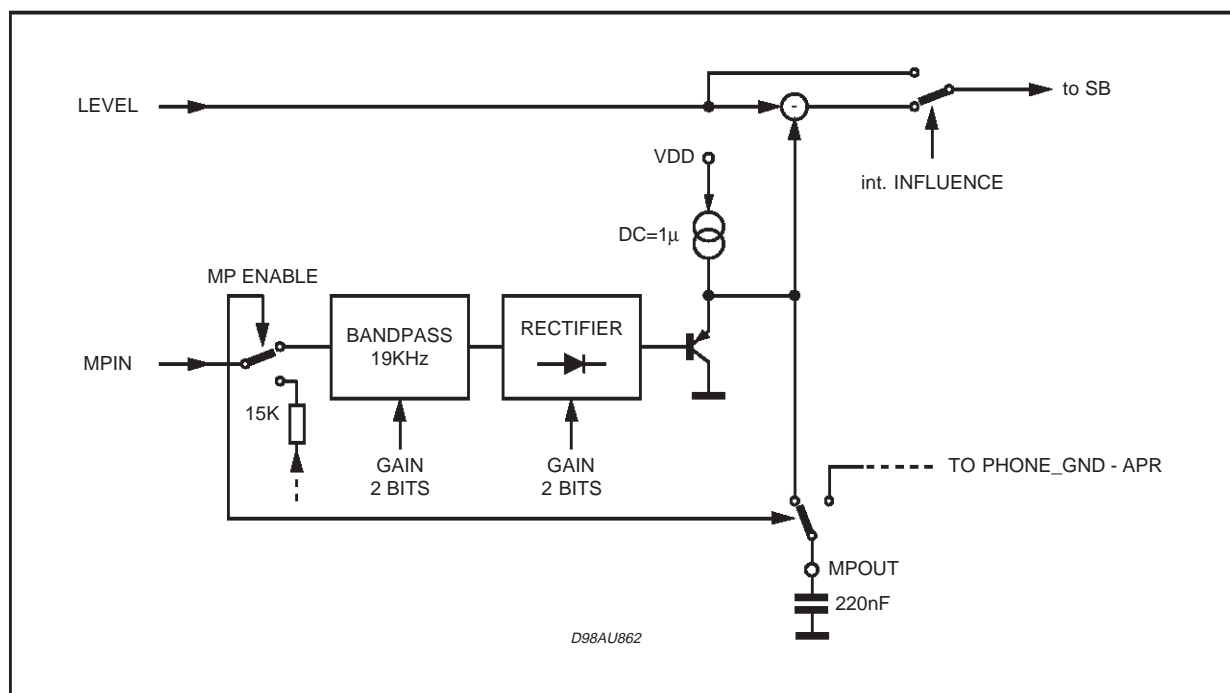 LEVEL
to SB
-
VDD
int. INFLUENCE
DC=1μ
MP ENABLE
BANDPASS
19KHz
RECTIFIER
MPIN
15K
GAIN
2 BITS
GAIN
2 BITS
TO PHONE_GND - APR
MPOUT
220nF
D98AU862